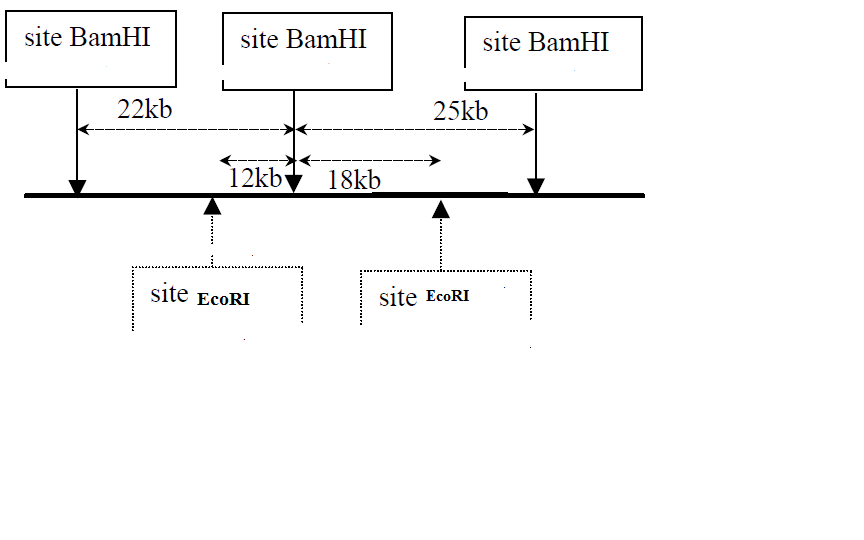 site BamHI
site BamHI
site BamHI
22kb
25kb
12kb
18kb
site EcoRI
site EcoRI